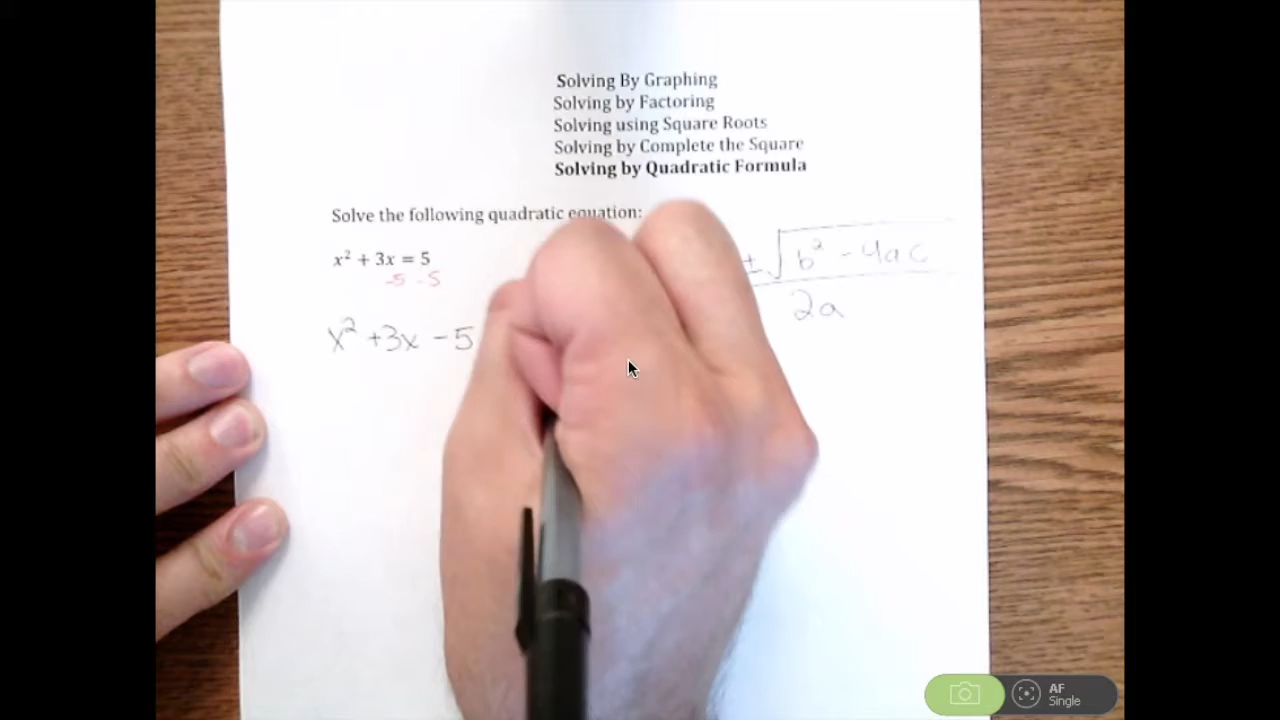 Solving By Graphing
Solving by Factoring
Solving using Square Roots
Solving by Complete the Square
Solving by Quadratic Formula
Solve the following quadratic equation:
x² + 3x = 5
-5 -5
x² +3x -5
± √b² - 4ac
2a
AF
Single